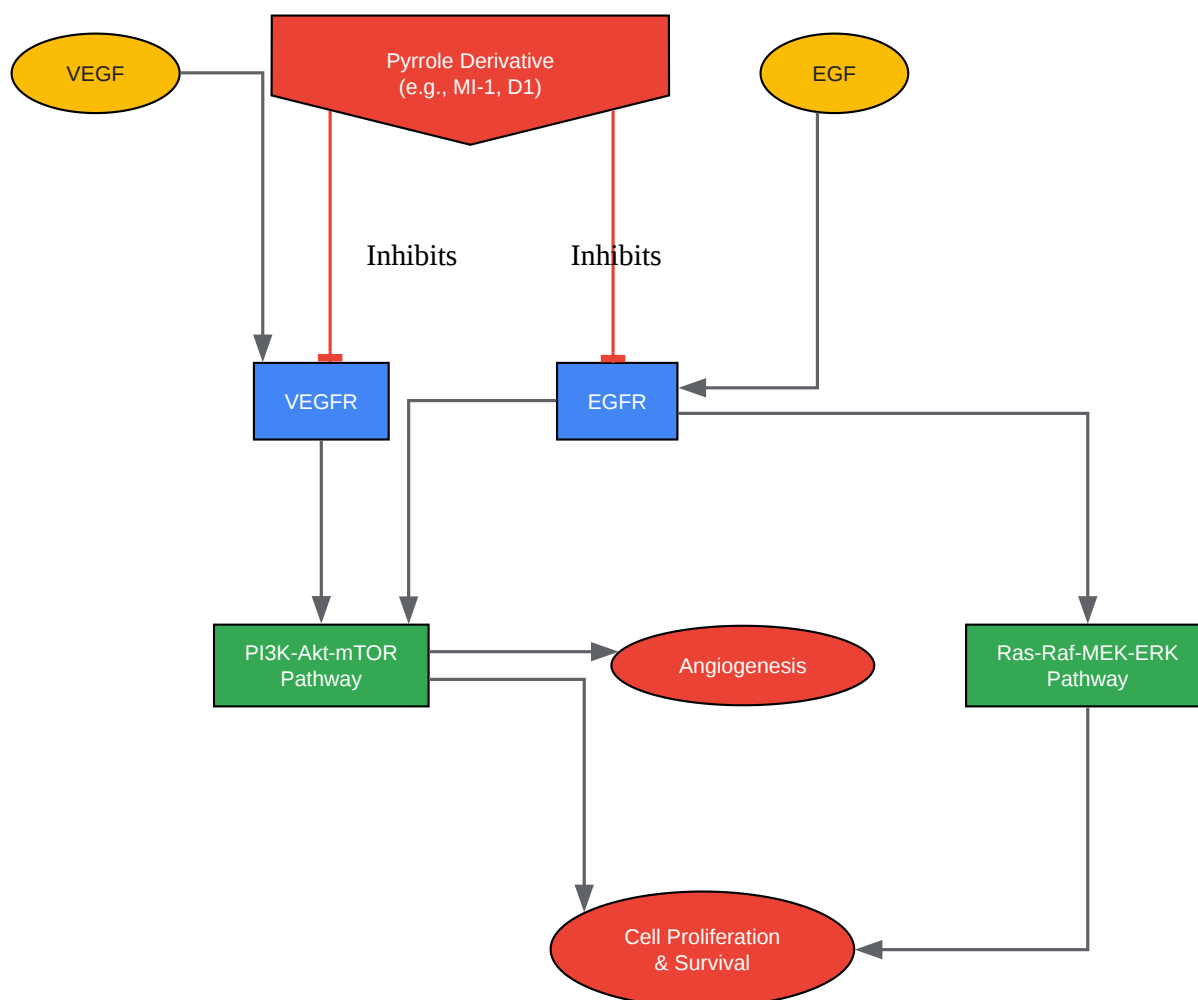 VEGF
Pyrrole Derivative
(e.g., MI-1, D1)
EGF
Inhibits
Inhibits
VEGFR
EGFR
PI3K-Akt-mTOR
Pathway
Angiogenesis
Ras-Raf-MEK-ERK
Pathway
Cell Proliferation
& Survival